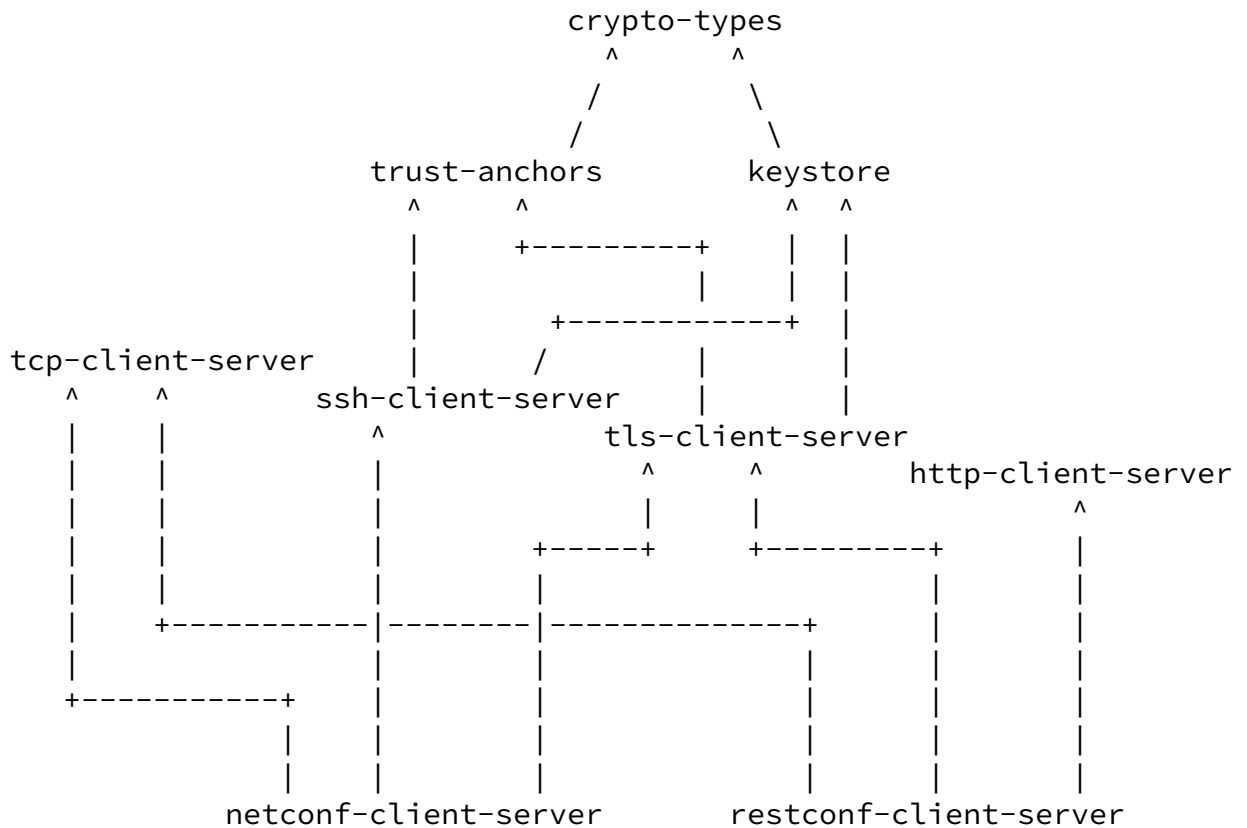 crypto-types
trust-anchors keystore
tcp-client-server
ssh-client-server
tls-client-server
http-client-server
netconf-client-server restconf-client-server